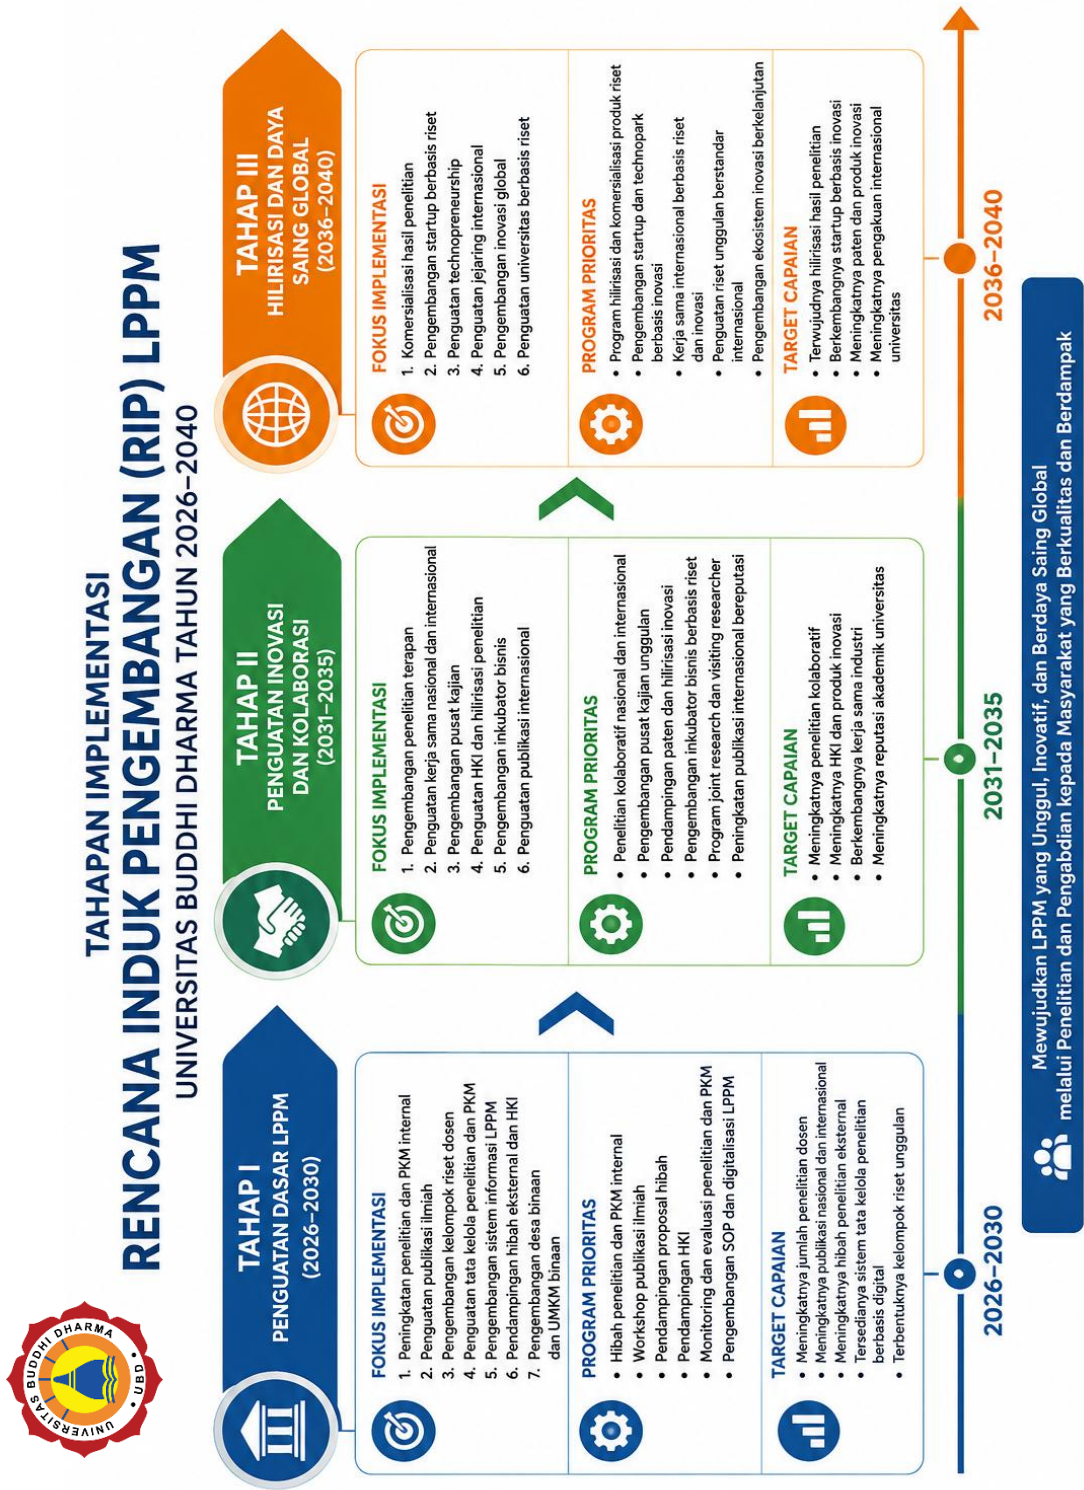 TAHAPAN IMPLEMENTASI
RENCANA INDUK PENGEMBANGAN (RIP) LPPM
UNIVERSITAS BUDDHI DHARMA TAHUN 2026–2040
UNIVERSITAS BUDDHI DHARMA
• UBD •
TAHAP I
PENGUATAN DASAR LPPM
(2026–2030)
FOKUS IMPLEMENTASI
1. Peningkatan penelitian dan PKM internal
2. Penguatan publikasi ilmiah
3. Pengembangan kelompok riset dosen
4. Penguatan tata kelola penelitian dan PKM
5. Pengembangan sistem informasi LPPM
6. Pendampingan hibah eksternal dan HKI
7. Pengembangan desa binaan
dan UMKM binaan
PROGRAM PRIORITAS
• Hibah penelitian dan PKM internal
• Workshop publikasi ilmiah
• Pendampingan proposal hibah
• Pendampingan HKI
• Monitoring dan evaluasi penelitian dan PKM
• Pengembangan SOP dan digitalisasi LPPM
TARGET CAPAIAN
• Meningkatnya jumlah penelitian dosen
• Meningkatnya publikasi nasional dan internasional
• Meningkatnya hibah penelitian eksternal
• Tersedianya sistem tata kelola penelitian
berbasis digital
• Terbentuknya kelompok riset unggulan
TAHAP II
PENGUATAN INOVASI
DAN KOLABORASI
(2031–2035)
FOKUS IMPLEMENTASI
1. Pengembangan penelitian terapan
2. Penguatan kerja sama nasional dan internasional
3. Pengembangan pusat kajian
4. Penguatan HKI dan hilirisasi penelitian
5. Pengembangan inkubator bisnis
6. Penguatan publikasi internasional
PROGRAM PRIORITAS
• Penelitian kolaboratif nasional dan internasional
• Pengembangan pusat kajian unggulan
• Pendampingan paten dan hilirisasi inovasi
• Pengembangan inkubator bisnis berbasis riset
• Program joint research dan visiting researcher
• Peningkatan publikasi internasional bereputasi
TARGET CAPAIAN
• Meningkatnya penelitian kolaboratif
• Meningkatnya HKI dan produk inovasi
• Berkembangnya kerja sama industri
• Meningkatnya reputasi akademik universitas
TAHAP III
HILIRISASI DAN DAYA
SAING GLOBAL
(2036–2040)
FOKUS IMPLEMENTASI
1. Komersialisasi hasil penelitian
2. Pengembangan startup berbasis riset
3. Penguatan technopreneurship
4. Penguatan jejaring internasional
5. Pengembangan inovasi global
6. Penguatan universitas berbasis riset
PROGRAM PRIORITAS
• Program hilirisasi dan komersialisasi produk riset
• Pengembangan startup dan technopark
berbasis inovasi
• Kerja sama internasional berbasis riset
dan inovasi
• Penguatan riset unggulan berstandar
internasional
• Pengembangan ekosistem inovasi berkelanjutan
TARGET CAPAIAN
• Terwujudnya hilirisasi hasil penelitian
• Berkembangnya startup berbasis inovasi
• Meningkatnya paten dan produk inovasi
• Meningkatnya pengakuan internasional
universitas
2026–2030
2031–2035
2036–2040
Mewujudkan LPPM yang Unggul, Inovatif, dan Berdaya Saing Global
melalui Penelitian dan Pengabdian kepada Masyarakat yang Berkualitas dan Berdampak